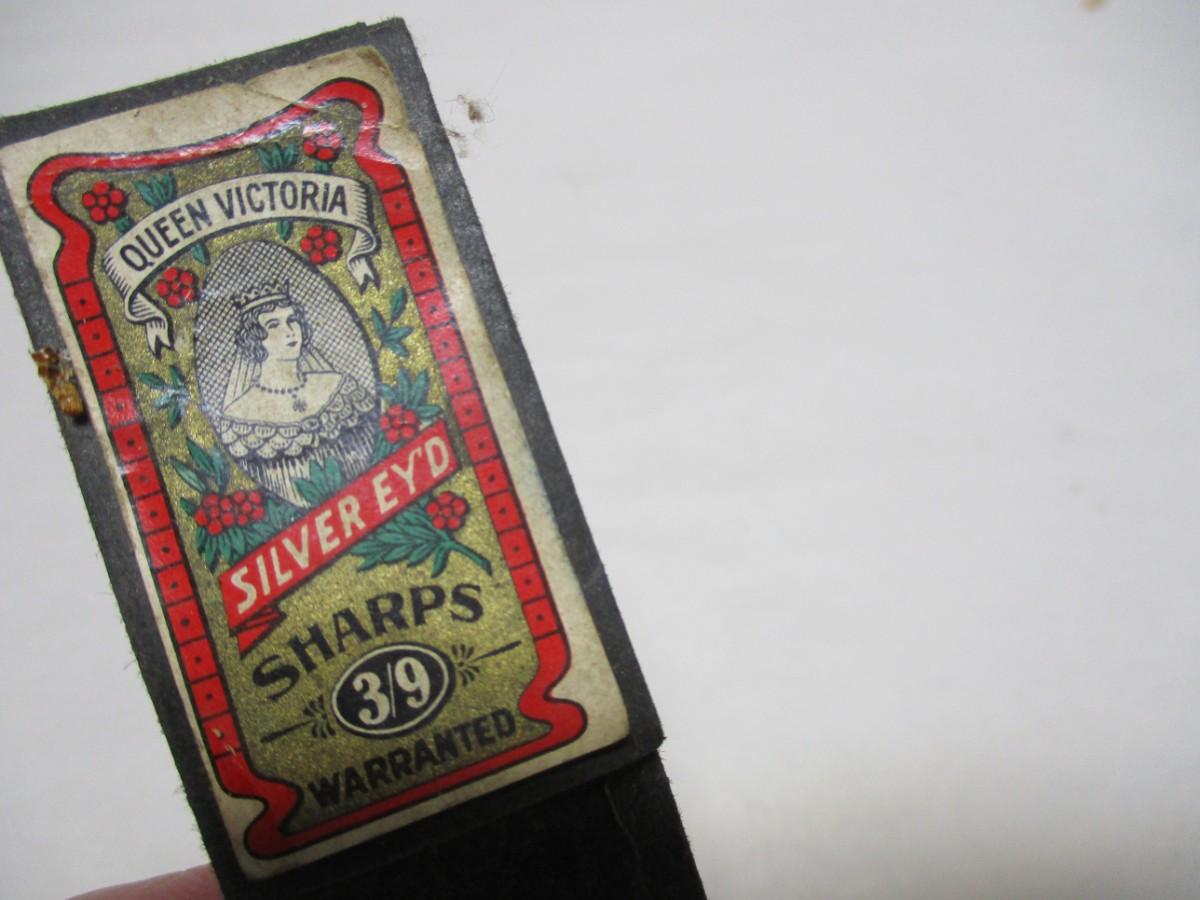 QUEEN VICTORIA
SILVER EY'D
SHARPS
3/9
WARRANTED